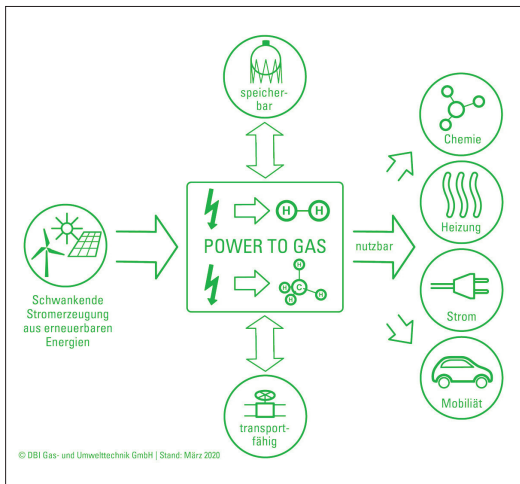 speicher-
bar
Chemie
H H
POWER TO GAS
nutzbar
Heizung
H
H C H
H
Schwankende
Stromerzeugung
aus erneuerbaren
Energien
Strom
transport-
fähig
Mobiliät
© DBI Gas- und Umwelttechnik GmbH | Stand: März 2020